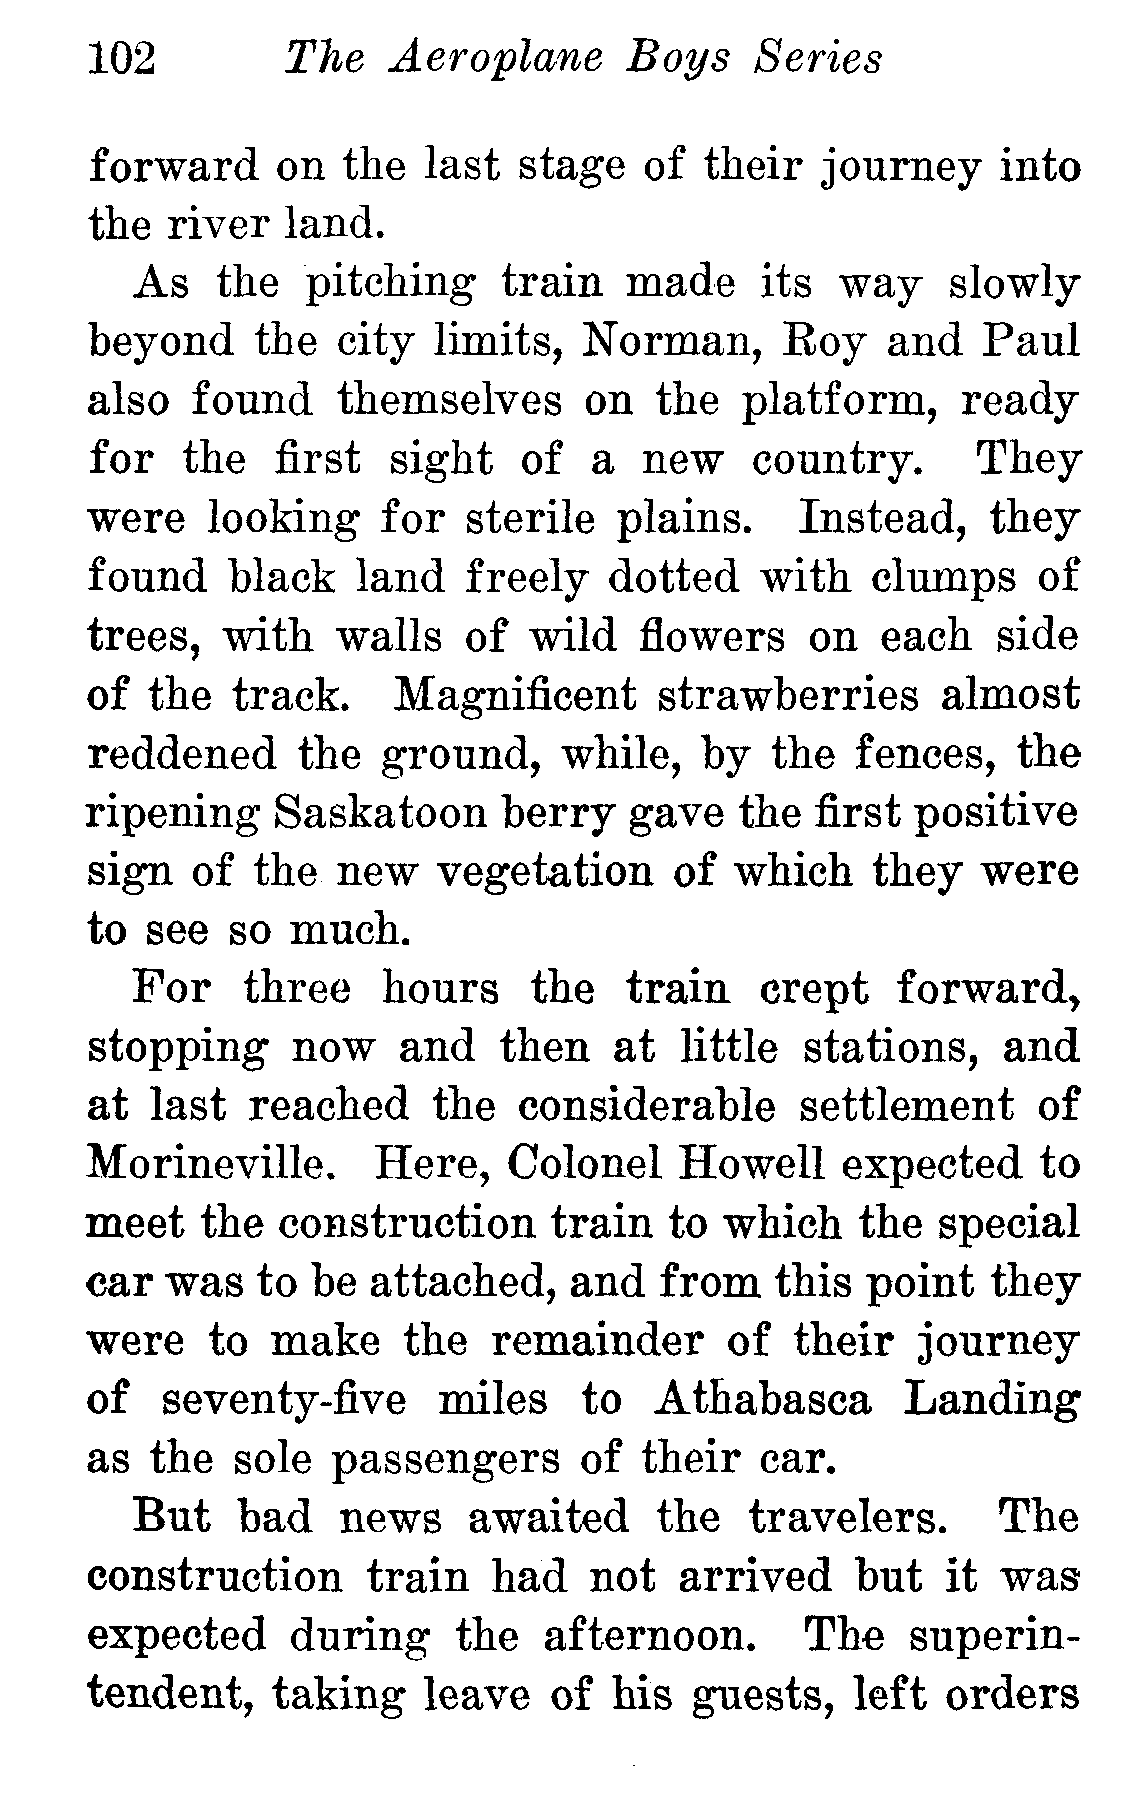 102 The Aeroplane Boys Series
forward on the last stage of their journey into
the river land.
As the pitching train made its way slowly
beyond the city limits, Norman, Roy and Paul
also found themselves on the platform, ready
for the first sight of a new country. They
were looking for sterile plains. Instead, they
found black land freely dotted with clumps of
trees, with walls of wild flowers on each side
of the track. Magnificent strawberries almost
reddened the ground, while, by the fences, the
ripening Saskatoon berry gave the first positive
sign of the new vegetation of which they were
to see so much.
For three hours the train crept forward,
stopping now and then at little stations, and
at last reached the considerable settlement of
Morineville. Here, Colonel Howell expected to
meet the construction train to which the special
car was to be attached, and from this point they
were to make the remainder of their journey
of seventy-five miles to Athabasca Landing
as the sole passengers of their car.
But bad news awaited the travelers. The
construction train had not arrived but it was
expected during the afternoon. The superin-
tendent, taking leave of his guests, left orders